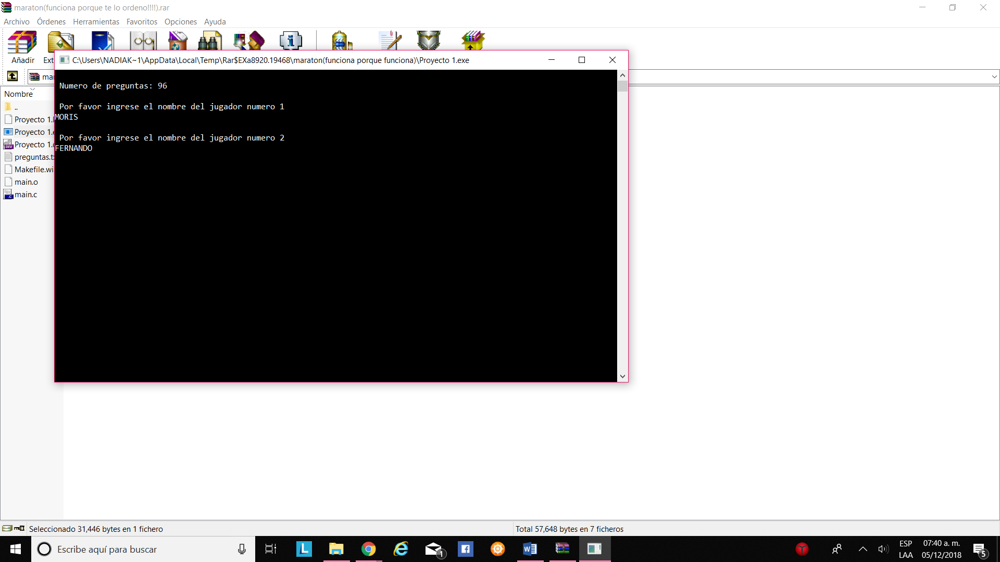 maraton(funciona porque te lo ordeno!!!!).rar
Archivo Órdenes Herramientas Favoritos Opciones Ayuda
Añadir Ext
C:\Users\NADIAK~1\AppData\Local\Temp\Rar$EXa8920.19468\maraton(funciona porque funciona)\Proyecto 1.exe
mar
Nombre
..
Proyecto 1.l
Proyecto 1.e
Proyecto 1.
preguntas.tx
Makefile.wi
main.o
main.c
Numero de preguntas: 96
Por favor ingrese el nombre del jugador numero 1
MORIS
Por favor ingrese el nombre del jugador numero 2
FERNANDO
Seleccionado 31,446 bytes en 1 fichero
Total 57,648 bytes en 7 ficheros
Escribe aquí para buscar
1
ESP
LAA
07:40 a. m.
05/12/2018
5